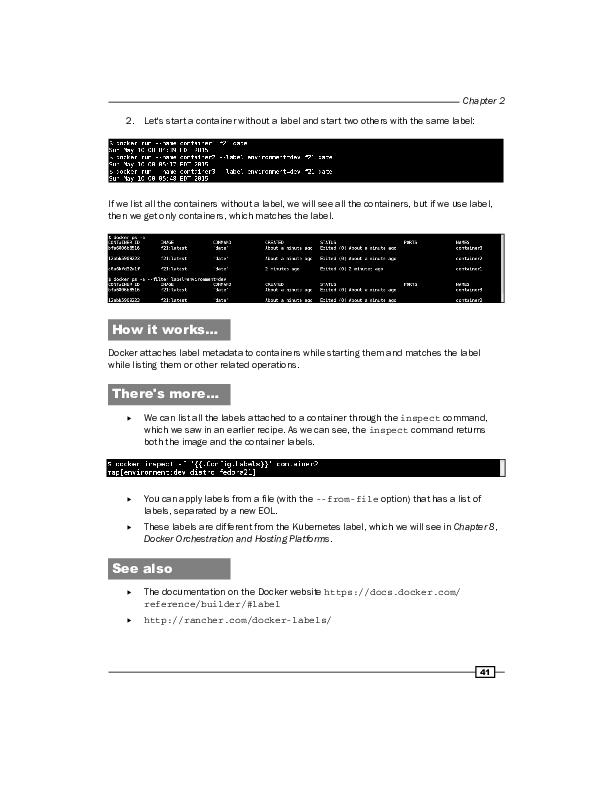 Chapter 2
2. Let's start a container without a label and start two others with the same label:
$ docker run --name container1 f21 date
Sun May 10 00:04:39 EDT 2015
$ docker run --name container2 --label environment=dev f21 date
Sun May 10 00:05:17 EDT 2015
$ docker run --name container3 --label environment=dev f21 date
Sun May 10 00:05:48 EDT 2015
If we list all the containers without a label, we will see all the containers, but if we use label,
then we get only containers, which matches the label.
$ docker ps -a
CONTAINER ID IMAGE COMMAND CREATED STATUS PORTS NAMES
f21:latest "date" About a minute ago Exited (0) About a minute ago container3
f21:latest "date" About a minute ago Exited (0) About a minute ago container2
f21:latest "date" 2 minutes ago Exited (0) 2 minutes ago container1
$ docker ps -a --filter label=environment=dev
CONTAINER ID IMAGE COMMAND CREATED STATUS PORTS NAMES
f21:latest "date" About a minute ago Exited (0) About a minute ago container3
f21:latest "date" About a minute ago Exited (0) About a minute ago container2
How it works...
Docker attaches label metadata to containers while starting them and matches the label
while listing them or other related operations.
There's more...
▸ We can list all the labels attached to a container through the inspect command,
which we saw in an earlier recipe. As we can see, the inspect command returns
both the image and the container labels.
$ docker inspect -f '{{.Config.Labels}}' container2
map[environment:dev distro:fedora21]
▸ You can apply labels from a file (with the --from-file option) that has a list of
labels, separated by a new EOL.
▸ These labels are different from the Kubernetes label, which we will see in Chapter 8,
Docker Orchestration and Hosting Platforms.
See also
▸ The documentation on the Docker website https://docs.docker.com/
reference/builder/#label
▸ http://rancher.com/docker-labels/
41